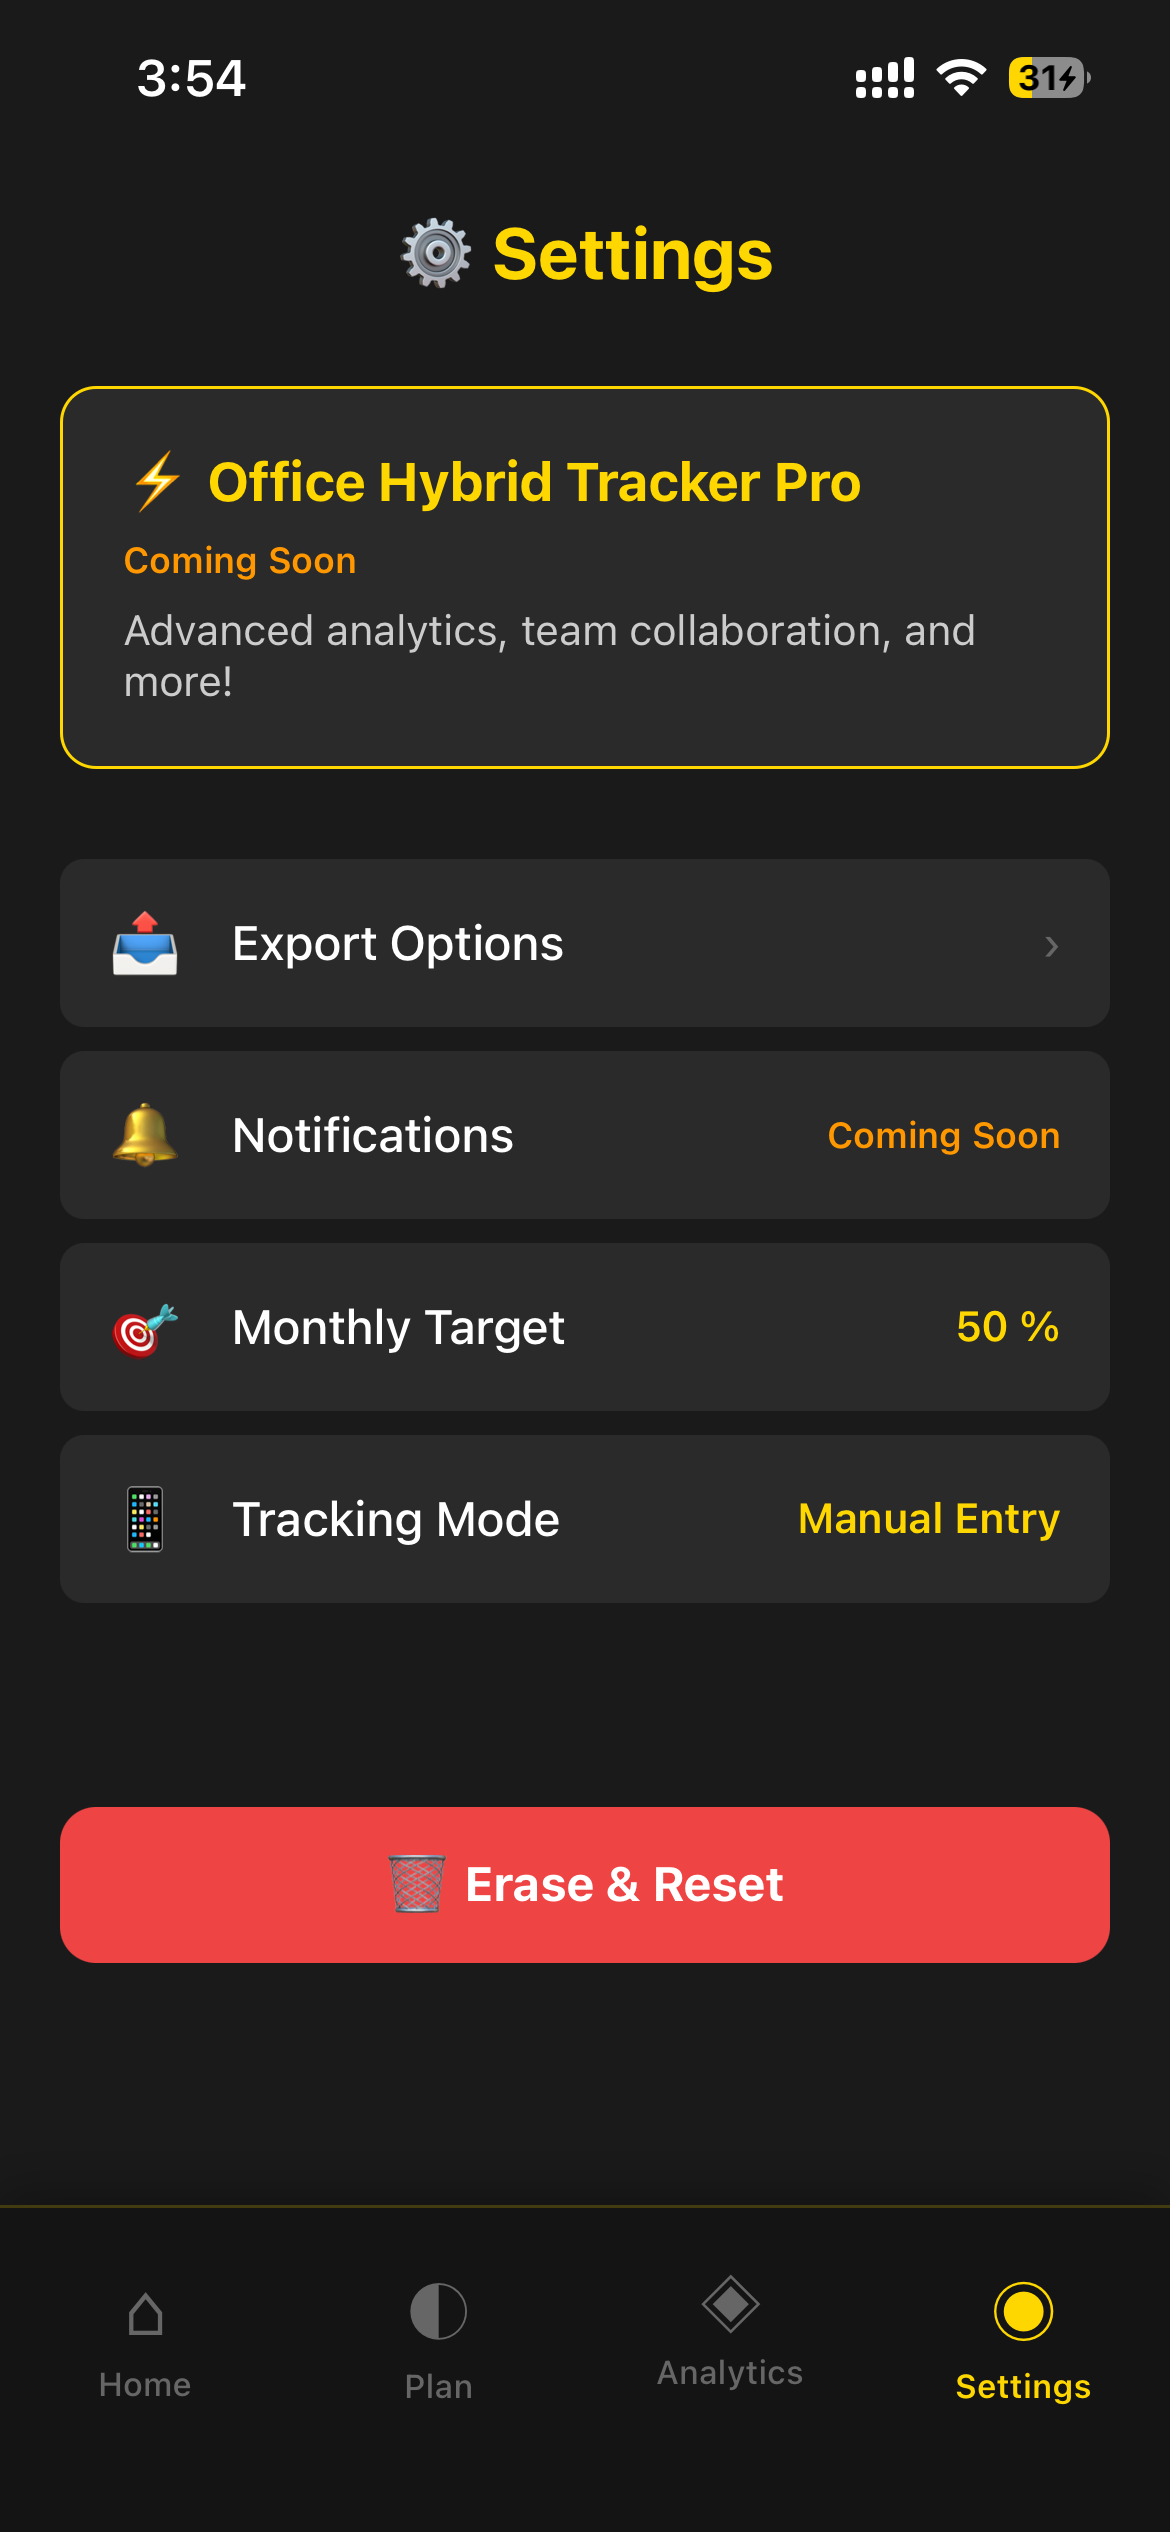 3:54
31
⚙️ Settings
⚡ Office Hybrid Tracker Pro
Coming Soon
Advanced analytics, team collaboration, and
more!
Export Options ›
Notifications Coming Soon
Monthly Target 50 %
Tracking Mode Manual Entry
🗑️ Erase & Reset
Home Plan Analytics Settings